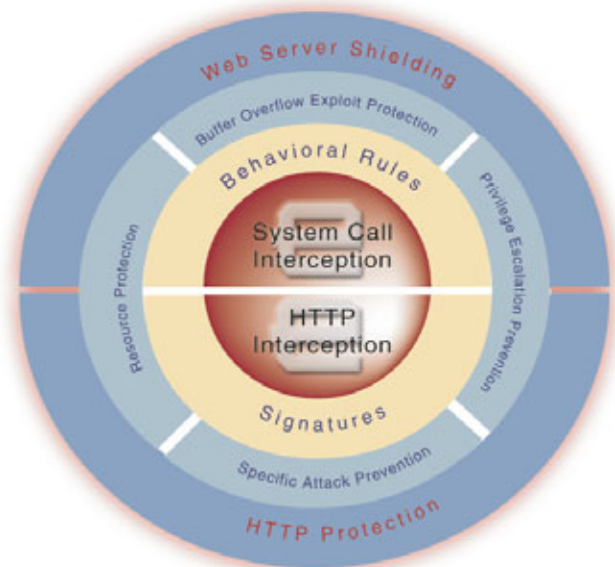 Web Server Shielding
Buffer Overflow Exploit Protection
Behavioral Rules
System Call
Interception
Resource Protection
Privilege Escalation Prevention
HTTP
Interception
Signatures
Specific Attack Prevention
HTTP Protection